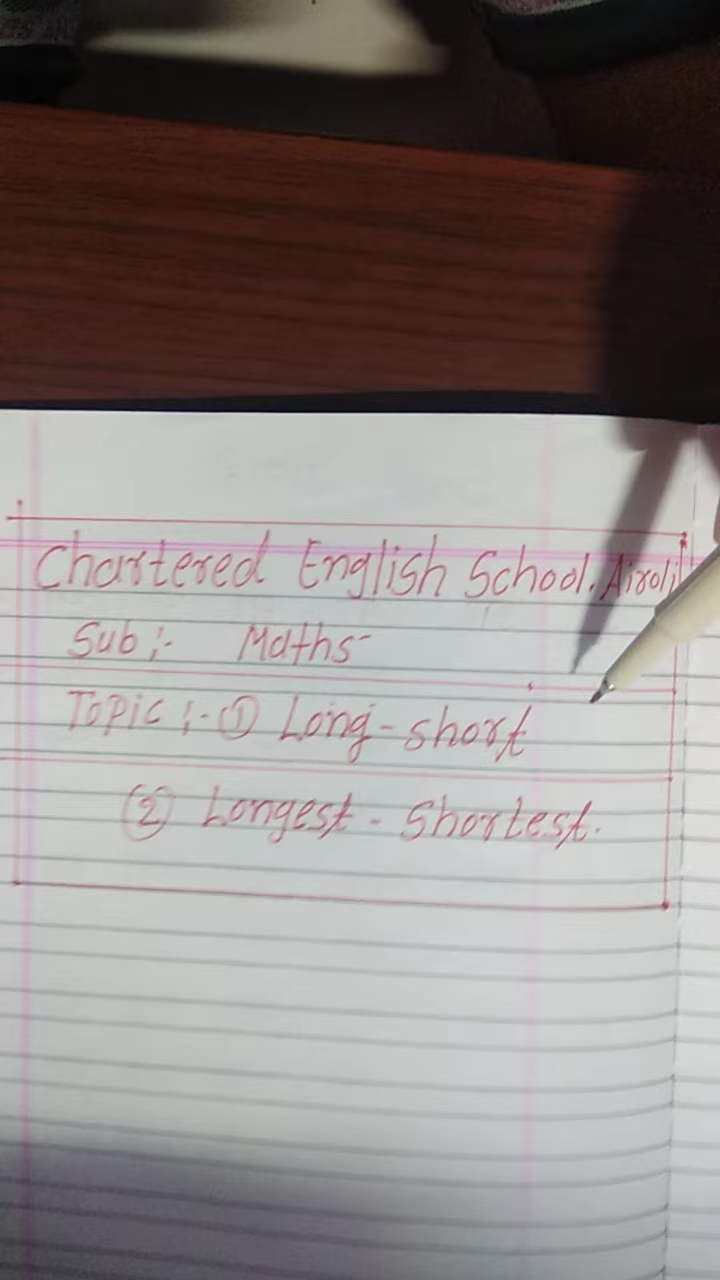 Chartered English School. Airoli
Sub :- Maths
Topic :- ① Long - short
② Longest - Shortest.